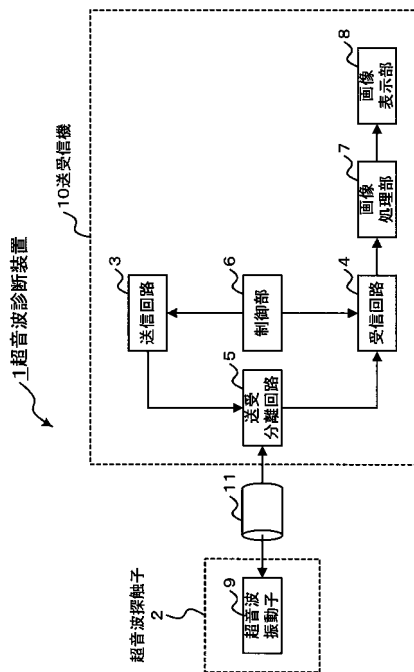 1超音波診断装置
10送受信機
超音波探触子
2
9
超音波
振動子
11
5
送受
分離回路
3
送信回路
6
制御部
4
受信回路
7
画像
処理部
8
画像
表示部